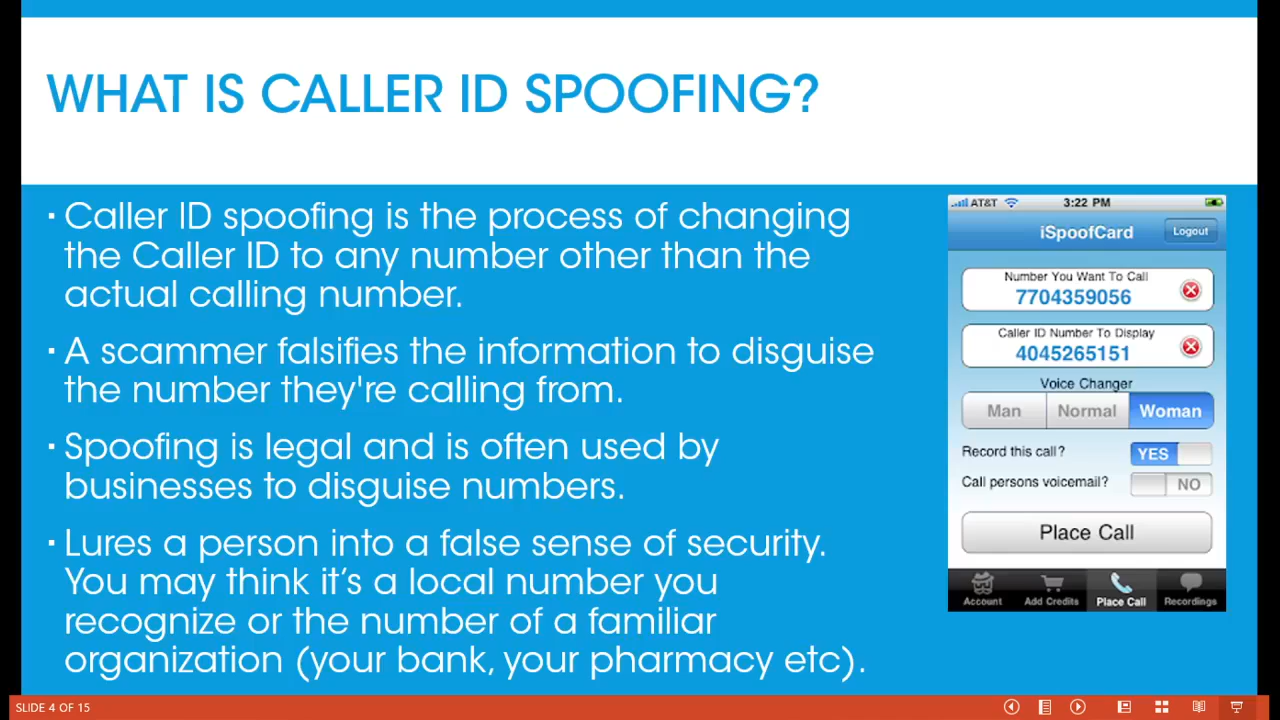 WHAT IS CALLER ID SPOOFING?
▪ Caller ID spoofing is the process of changing
the Caller ID to any number other than the
actual calling number.
▪ A scammer falsifies the information to disguise
the number they're calling from.
▪ Spoofing is legal and is often used by
businesses to disguise numbers.
▪ Lures a person into a false sense of security.
You may think it’s a local number you
recognize or the number of a familiar
organization (your bank, your pharmacy etc).
AT&T 3:22 PM
iSpoofCard Logout
Number You Want To Call
7704359056
Caller ID Number To Display
4045265151
Voice Changer
Man Normal Woman
Record this call? YES
Call persons voicemail? NO
Place Call
Account Add Credits Place Call Recordings
SLIDE 4 OF 15